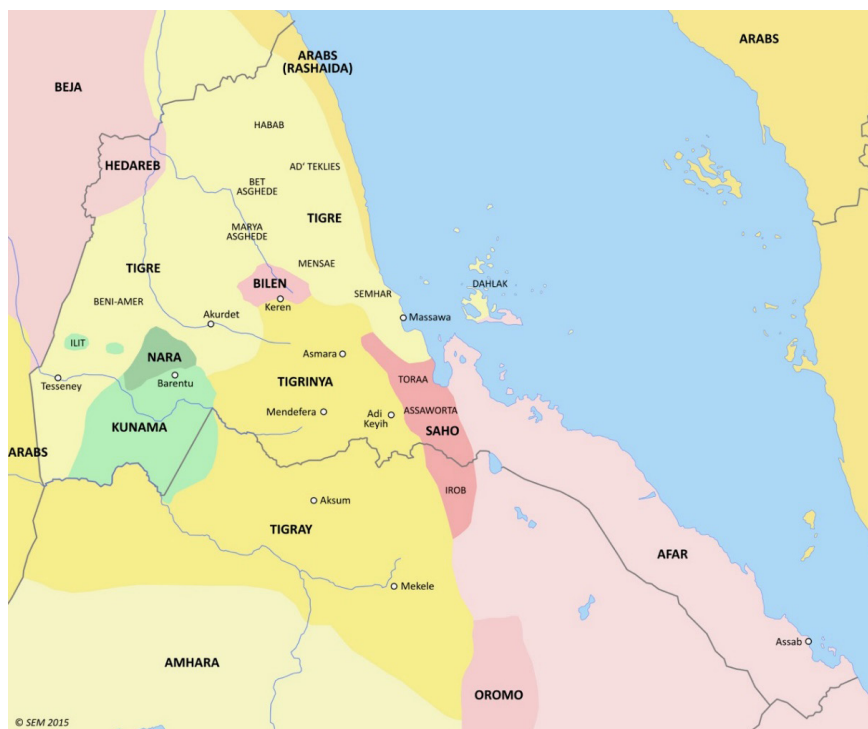 ARABS
ARABS
(RASHAIDA)
BEJA
HABAB
HEDAREB
AD' TEKLIES
BET
ASGHEDE
TIGRE
MARYA
ASGHEDE
TIGRE
MENSAE
BILEN
DAHLAK
SEMHAR
BENI-AMER
Keren
Akurdet
Massawa
ILIT
NARA
Asmara
Barentu
TORAA
TIGRINYA
Tesseney
Mendefera
Adi
Keyih
ASSAWORTA
KUNAMA
SAHO
ARABS
IROB
Aksum
TIGRAY
AFAR
Mekele
Assab
AMHARA
OROMO
© SEM 2015